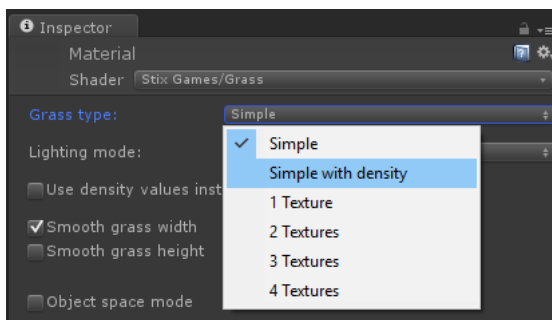 Inspector
Material
Shader Stix Games/Grass
Grass type: Simple
Simple
Simple with density
1 Texture
2 Textures
3 Textures
4 Textures
Lighting mode:
Use density values inst
Smooth grass width
Smooth grass height
Object space mode